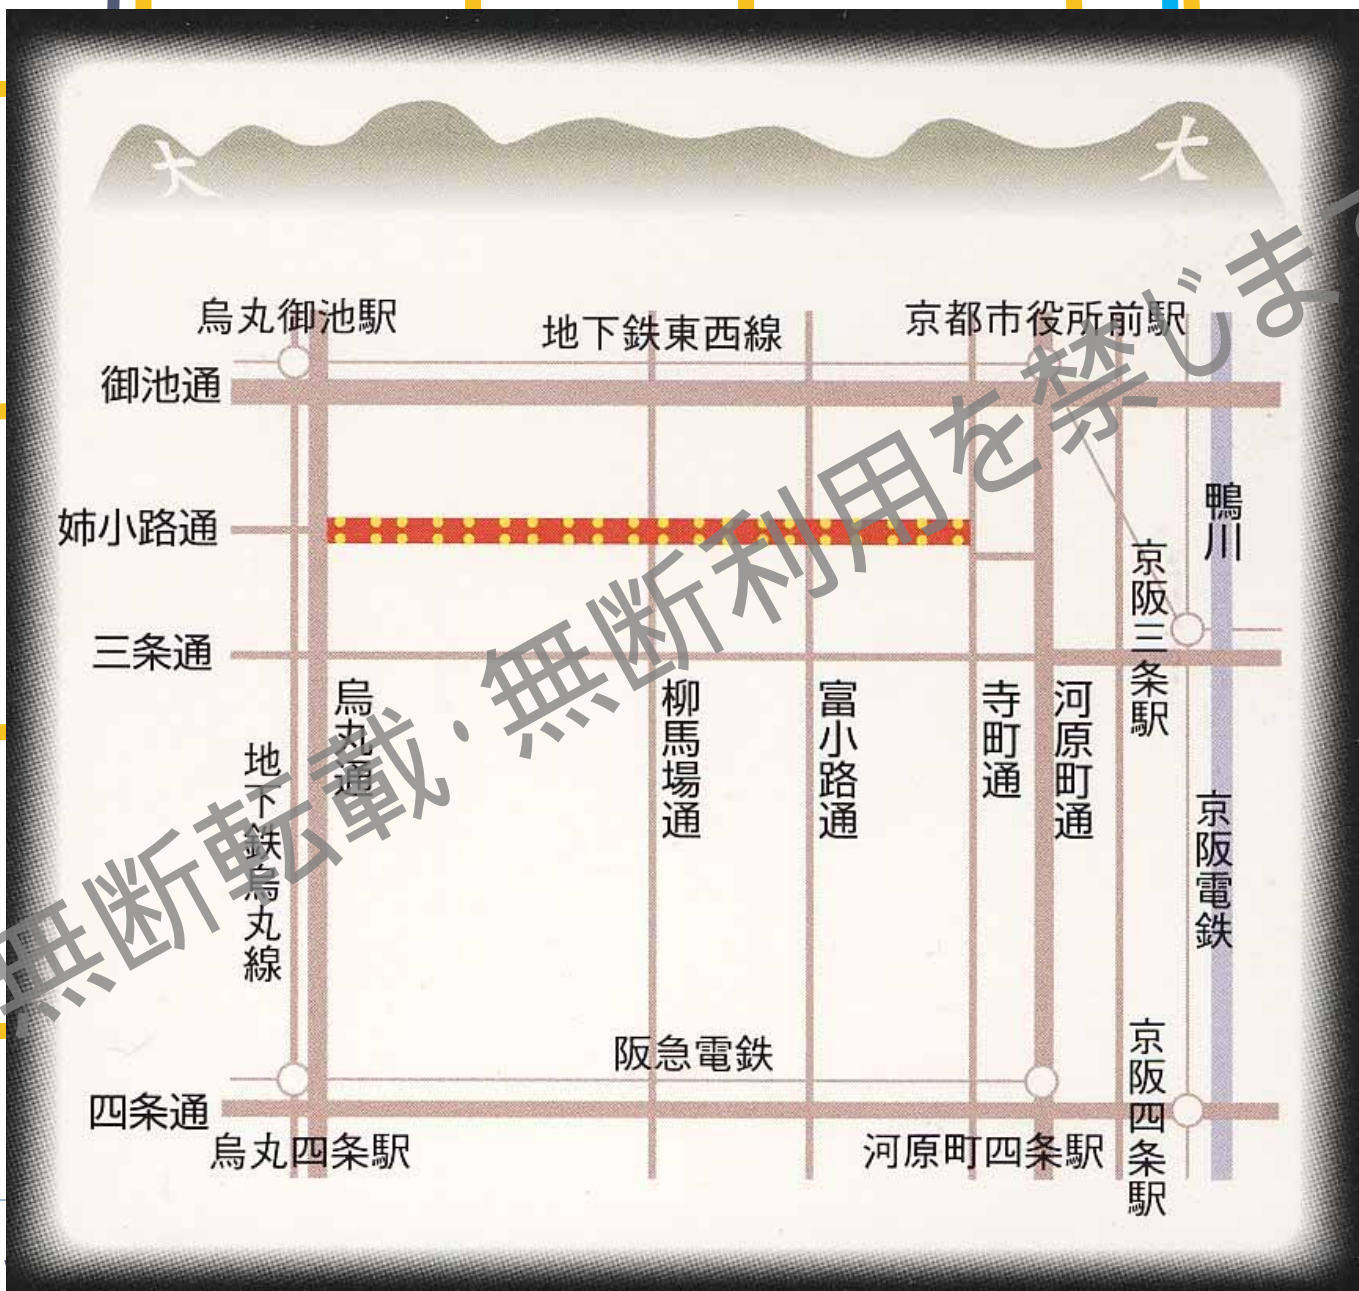 大
大
烏丸御池駅
地下鉄東西線
京都市役所前駅
御池通
鴨川
姉小路通
京阪三条駅
三条通
烏丸通
柳馬場通
富小路通
寺町通
河原町通
地下鉄烏丸線
京阪電鉄
阪急電鉄
四条通
烏丸四条駅
河原町四条駅
京阪四条駅
無断転載・無断利用を禁じます